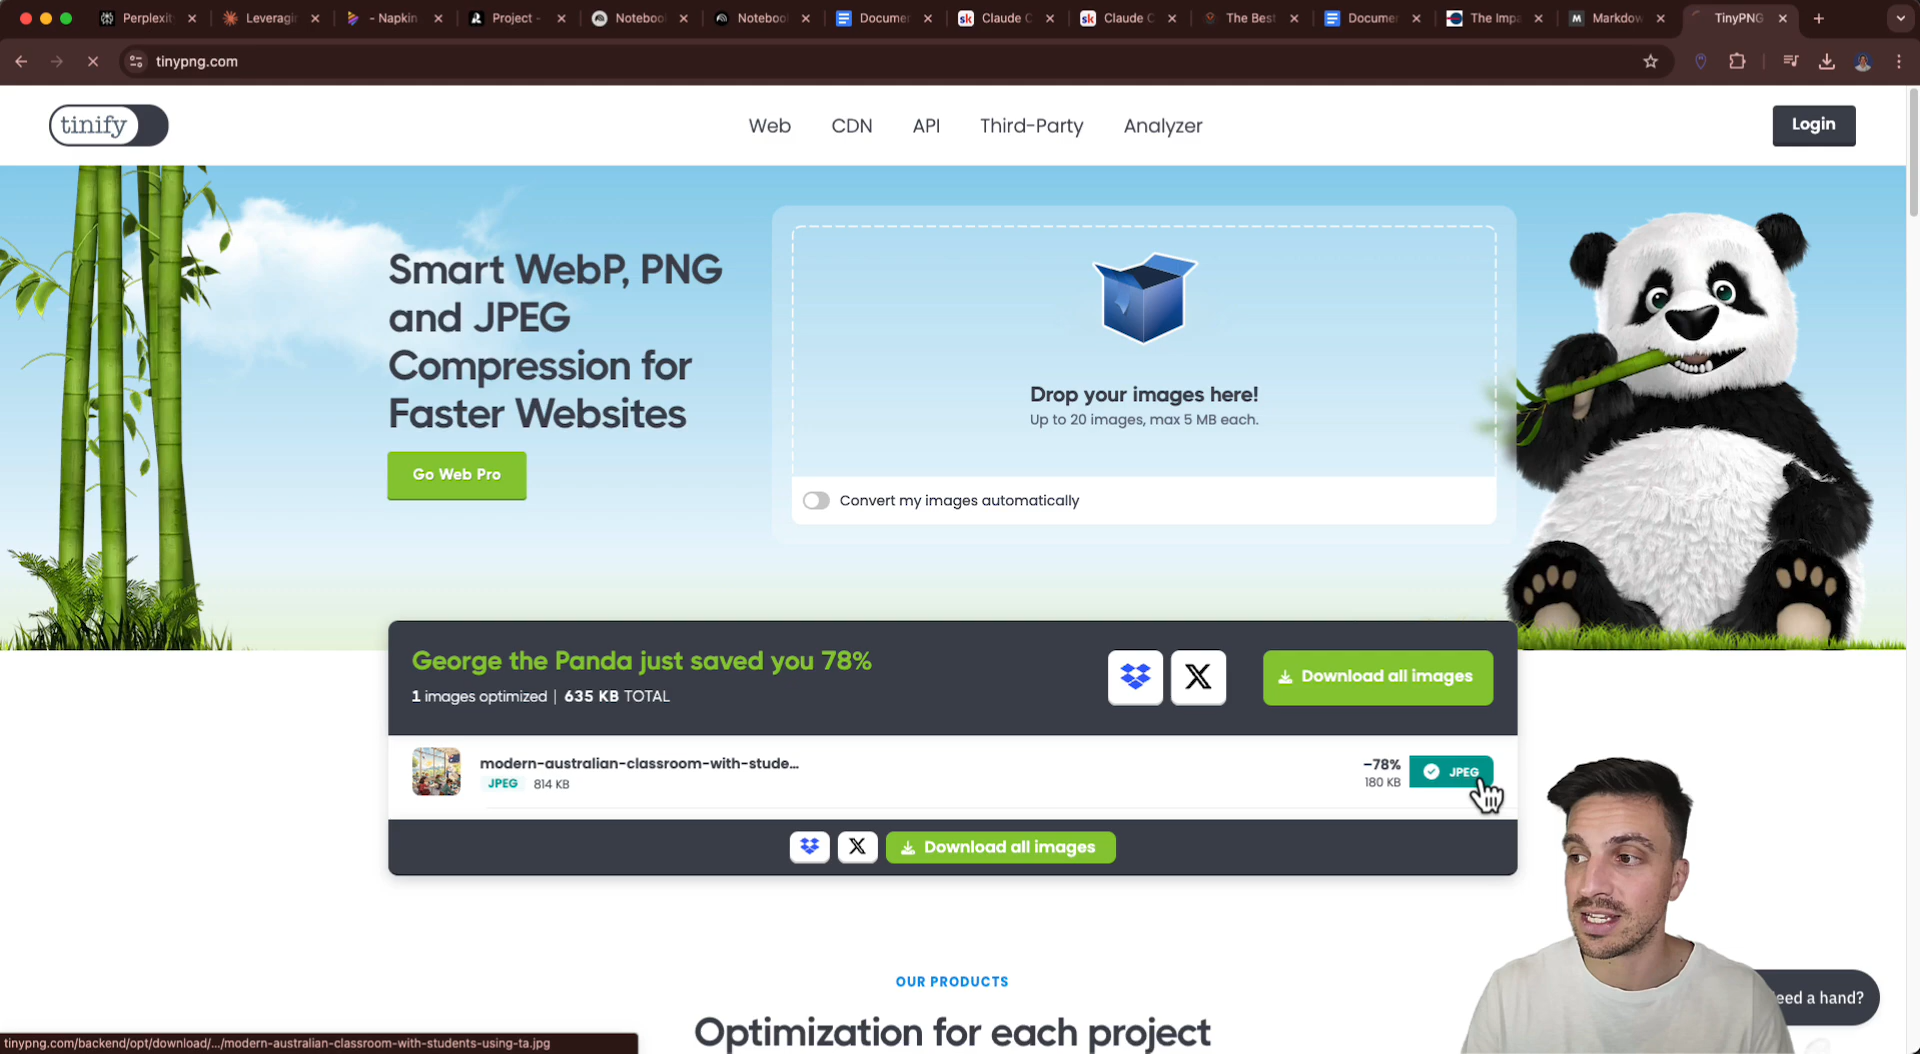 Perplexit
Leveragin
- Napkin
Project -
Noteboo
Noteboo
Documen
Claude C
Claude C
The Best
Documen
The Impa
Markdow
TinyPNG
tinypng.com
tinify
Web
CDN
API
Third-Party
Analyzer
Login
Smart WebP, PNG
and JPEG
Compression for
Faster Websites
Go Web Pro
Drop your images here!
Up to 20 images, max 5 MB each.
Convert my images automatically
George the Panda just saved you 78%
1 images optimized | 635 KB TOTAL
Download all images
modern-australian-classroom-with-stude...
JPEG 814 KB
-78%
180 KB
JPEG
Download all images
OUR PRODUCTS
Optimization for each project
eed a hand?
tinypng.com/backend/opt/download/.../modern-australian-classroom-with-students-using-ta.jpg